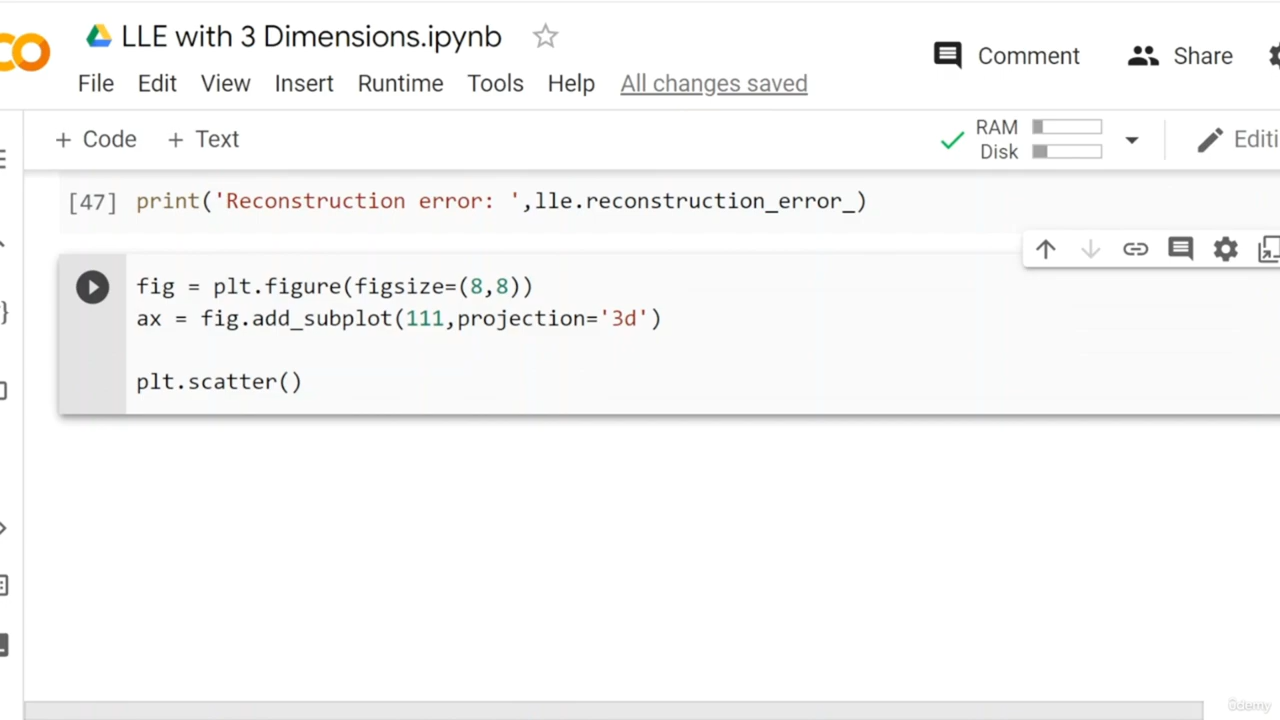 LLE with 3 Dimensions.ipynb
File Edit View Insert Runtime Tools Help All changes saved
Comment Share
+ Code + Text
RAM
Disk
Editi
[47] print('Reconstruction error: ',lle.reconstruction_error_)
fig = plt.figure(figsize=(8,8))
ax = fig.add_subplot(111,projection='3d')
plt.scatter()
ûdemy